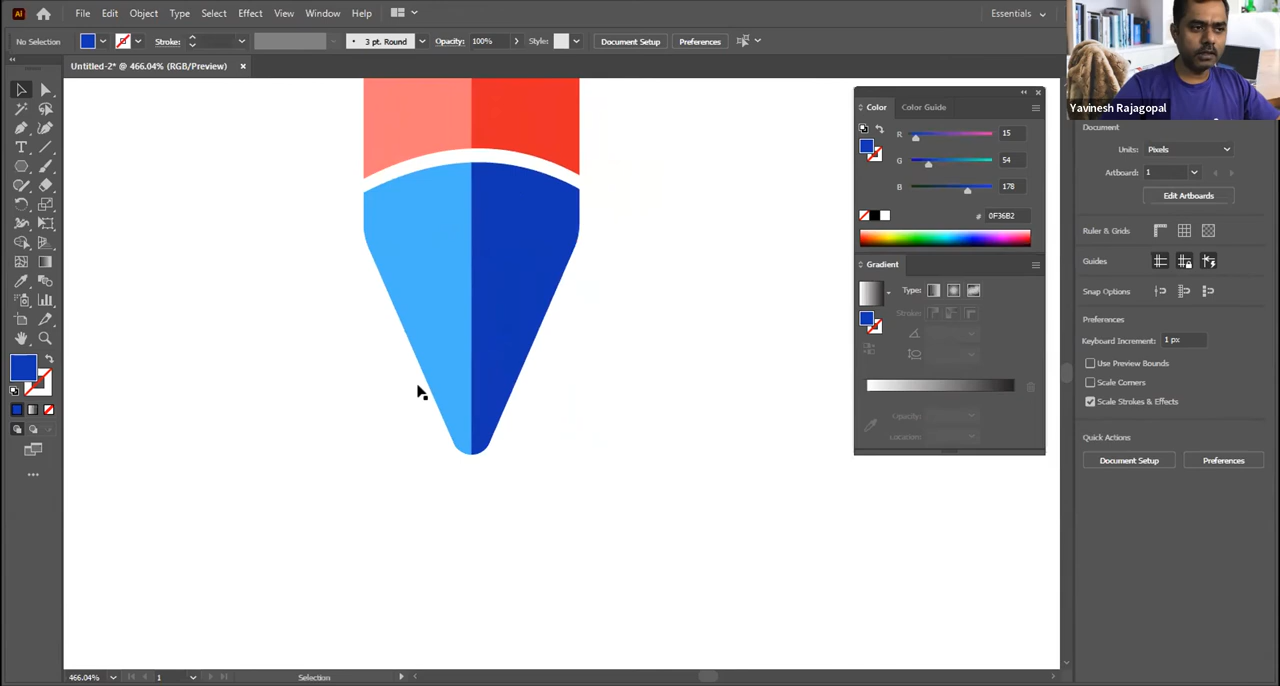 Ai File Edit Object Type Select Effect View Window Help Essentials
No Selection Stroke: 3 pt. Round Opacity: 100% Style: Document Setup Preferences
Untitled-2* @ 466.04% (RGB/Preview) ×
Yavinesh Rajagopal
Color Color Guide
R 15
G 54
B 178
# 0F36B2
Gradient
Type:
Stroke:
Opacity:
Location:
Document
Units: Pixels
Artboard: 1
Edit Artboards
Ruler & Grids
Guides
Snap Options
Preferences
Keyboard Increment: 1 px
Use Preview Bounds
Scale Corners
Scale Strokes & Effects
Quick Actions
Document Setup Preferences
466.04% 1 Selection